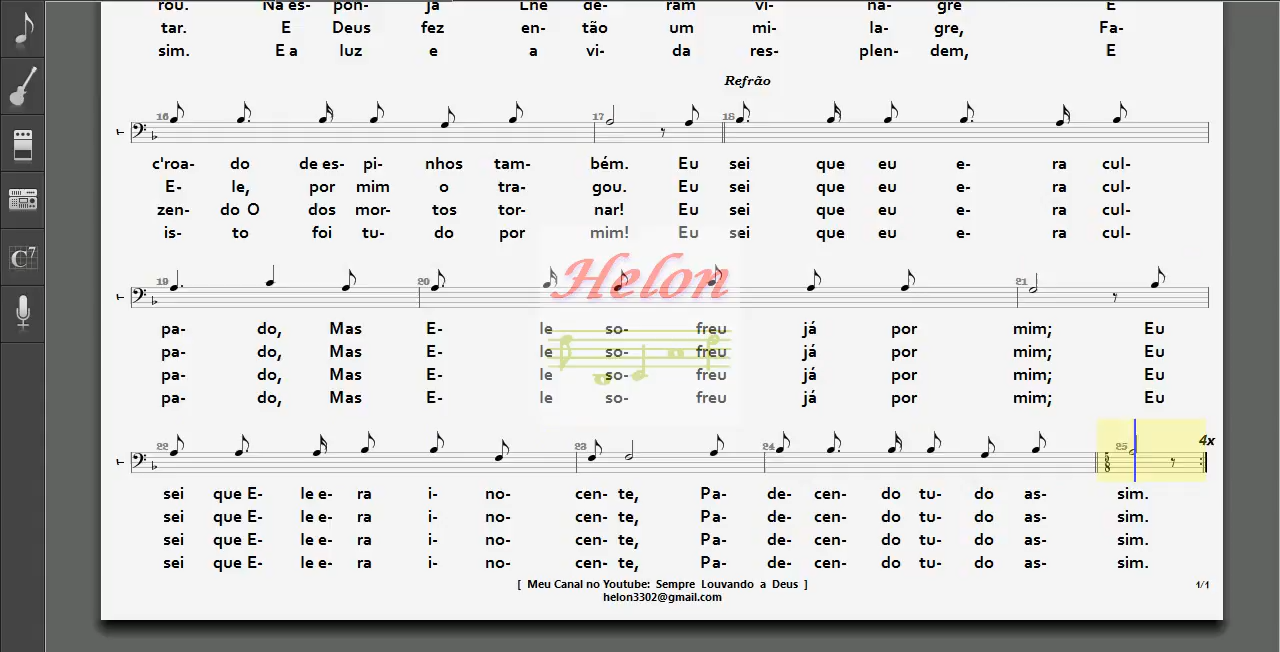 rou. Na es- pon- ja Lhe de- ram vi- na- gre E
tar. E Deus fez en- tão um mi- la- gre, Fa-
sim. E a luz e a vi- da res- plen- dem, E
Refrão
16 17 18
c'roa- do de es- pi- nhos tam- bém. Eu sei que eu e- ra cul-
E- le, por mim o tra- gou. Eu sei que eu e- ra cul-
zen- do O dos mor- tos tor- nar! Eu sei que eu e- ra cul-
is- to foi tu- do por mim! Eu sei que eu e- ra cul-
Helon
19 20 21
pa- do, Mas E- le so- freu já por mim; Eu
pa- do, Mas E- le so- freu já por mim; Eu
pa- do, Mas E- le so- freu já por mim; Eu
pa- do, Mas E- le so- freu já por mim; Eu
22 23 24 25 4x
sei que E- le e- ra i- no- cen- te, Pa- de- cen- do tu- do as- sim.
sei que E- le e- ra i- no- cen- te, Pa- de- cen- do tu- do as- sim.
sei que E- le e- ra i- no- cen- te, Pa- de- cen- do tu- do as- sim.
sei que E- le e- ra i- no- cen- te, Pa- de- cen- do tu- do as- sim.
[ Meu Canal no Youtube: Sempre Louvando a Deus ] 1/1
helon3302@gmail.com
C7